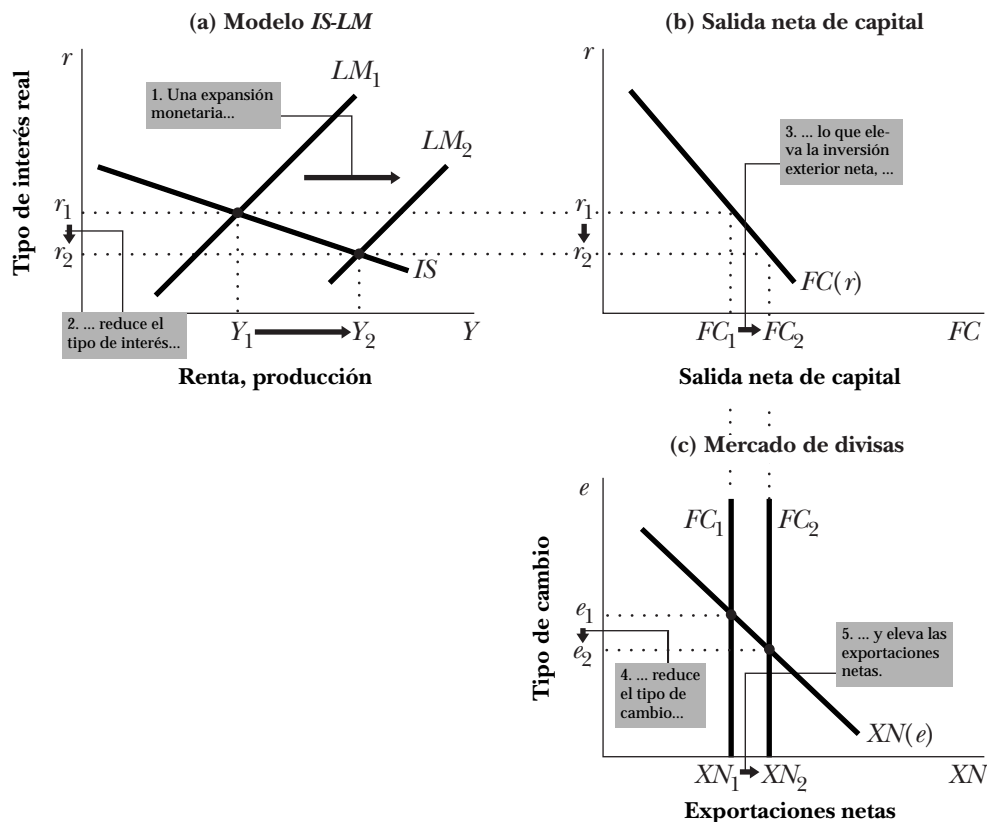 (a) Modelo IS-LM
r
Tipo de interés real
LM1
1. Una expansión
monetaria...
LM2
r1
r2
IS
2. ... reduce el
tipo de interés...
Y1
Y2
Y
Renta, producción
(b) Salida neta de capital
r
3. ... lo que ele-
va la inversión
exterior neta, ...
r1
r2
FC(r)
FC1
FC2
FC
Salida neta de capital
(c) Mercado de divisas
e
Tipo de cambio
FC1
FC2
e1
e2
4. ... reduce
el tipo de
cambio...
5. ... y eleva las
exportaciones
netas.
XN(e)
XN1
XN2
XN
Exportaciones netas